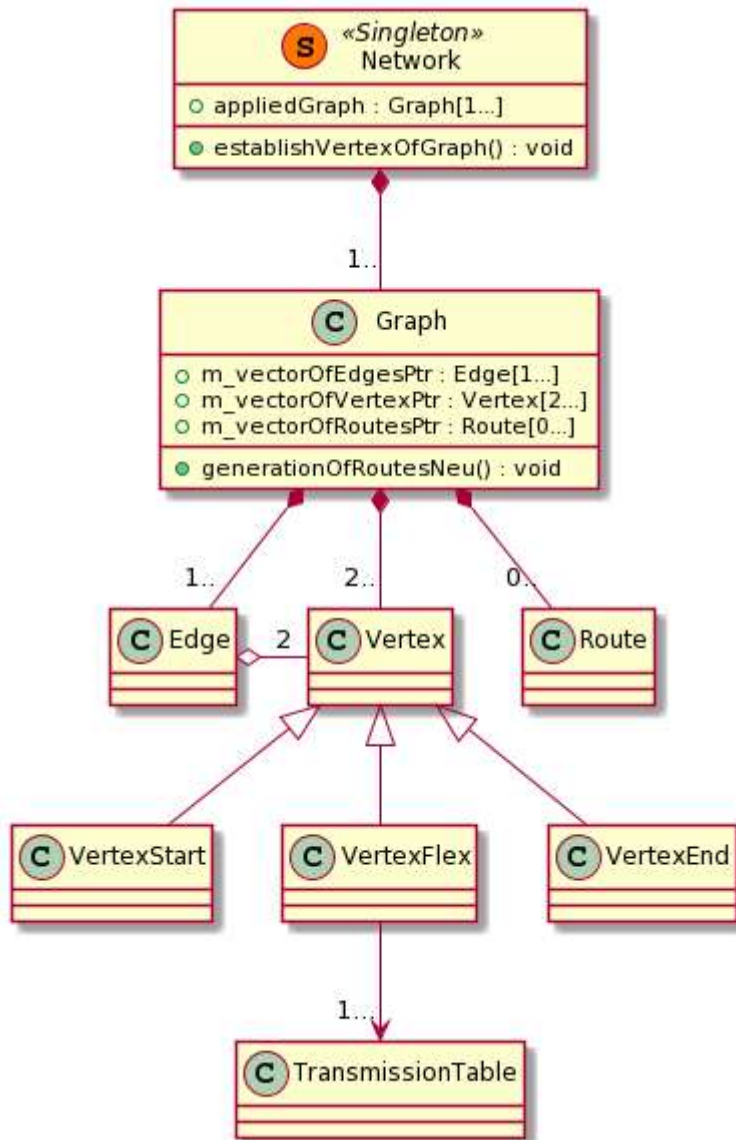 S «Singleton»
Network
appliedGraph : Graph[1...]
establishVertexOfGraph() : void
1..
C Graph
m_vectorOfEdgesPtr : Edge[1...]
m_vectorOfVertexPtr : Vertex[2...]
m_vectorOfRoutesPtr : Route[0...]
generationOfRoutesNeu() : void
1.. 2.. 0..
C Edge 2 C Vertex C Route
C VertexStart C VertexFlex C VertexEnd
1...
C TransmissionTable